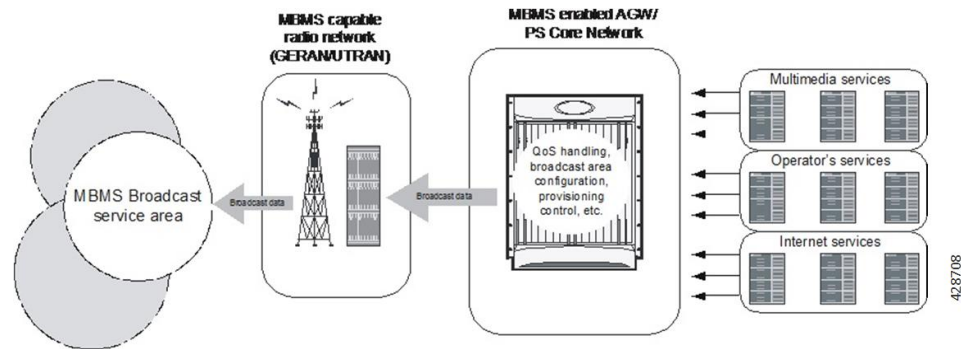 MBMS capable
radio network
(GERAN/UTRAN)
MBMS enabled AGW/
PS Core Network
Multimedia services
QoS handling,
broadcast area
configuration,
provisioning
control, etc.
Operator's services
MBMS Broadcast
service area
Broadcast data
Broadcast data
Internet services
428708